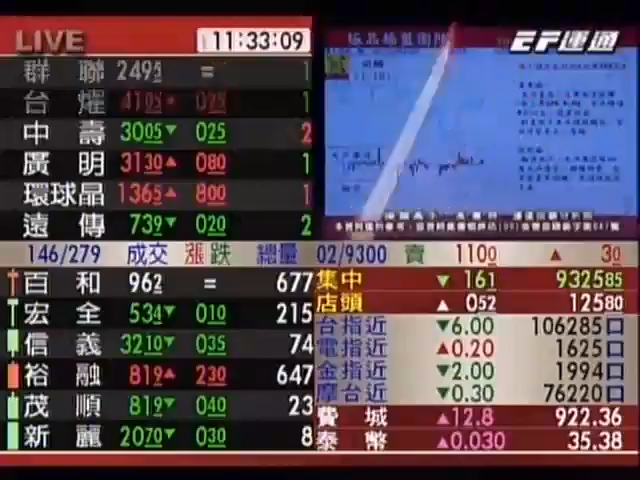 LIVE 11:33:09
EF 運通
群聯 2495 = 1
台燿 4105 ▼ 025 1
中壽 3005 ▼ 025 2
廣明 3130 ▲ 080 1
環球晶 1365 ▲ 800 1
遠傳 739 ▼ 020 2
146/279 成交 漲跌 總量
百和 962 = 677
宏全 534 ▼ 010 215
信義 3210 ▼ 035 74
裕融 819 ▲ 230 647
茂順 819 ▼ 040 23
新麗 2070 ▼ 030 8
02/9300 賣 1100 ▲ 30
集中 ▼ 161 932585
店頭 ▲ 052 12580
台指近 ▼6.00 106285口
電指近 ▲0.20 1625口
金指近 ▼2.00 1994口
摩台近 ▼0.30 76220口
費城 ▲12.8 922.36
泰幣 ▲0.030 35.38